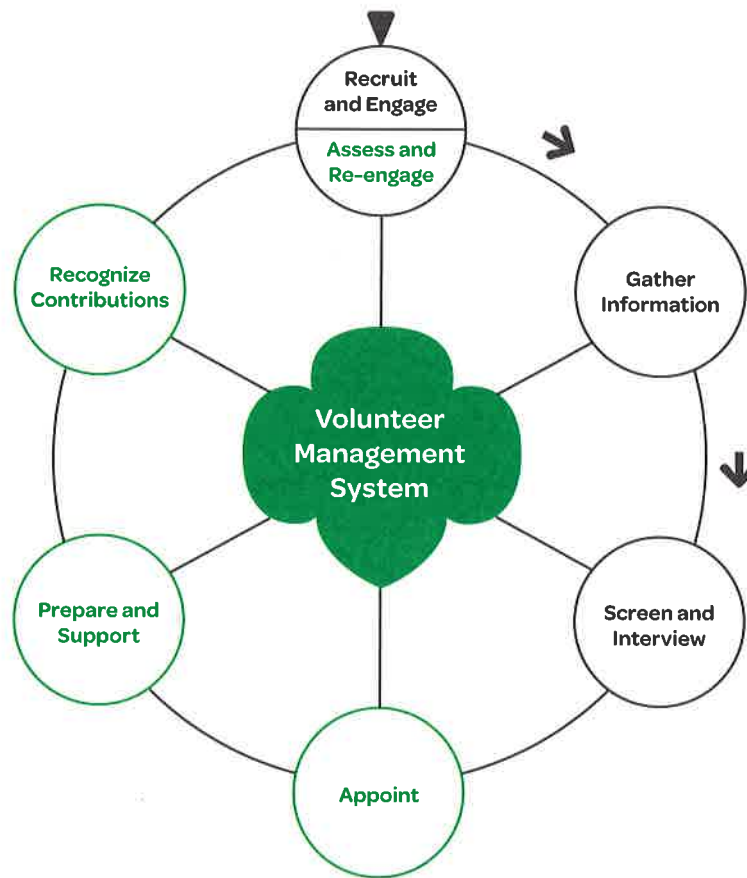 Recruit
and Engage
Assess and
Re-engage
Gather
Information
Screen and
Interview
Appoint
Prepare and
Support
Recognize
Contributions
Volunteer
Management
System